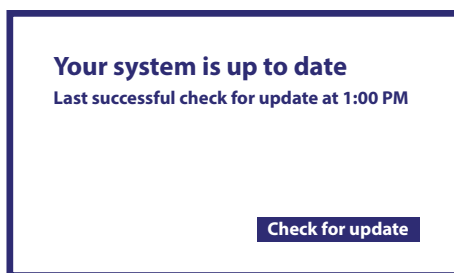 Your system is up to date
Last successful check for update at 1:00 PM
Check for update